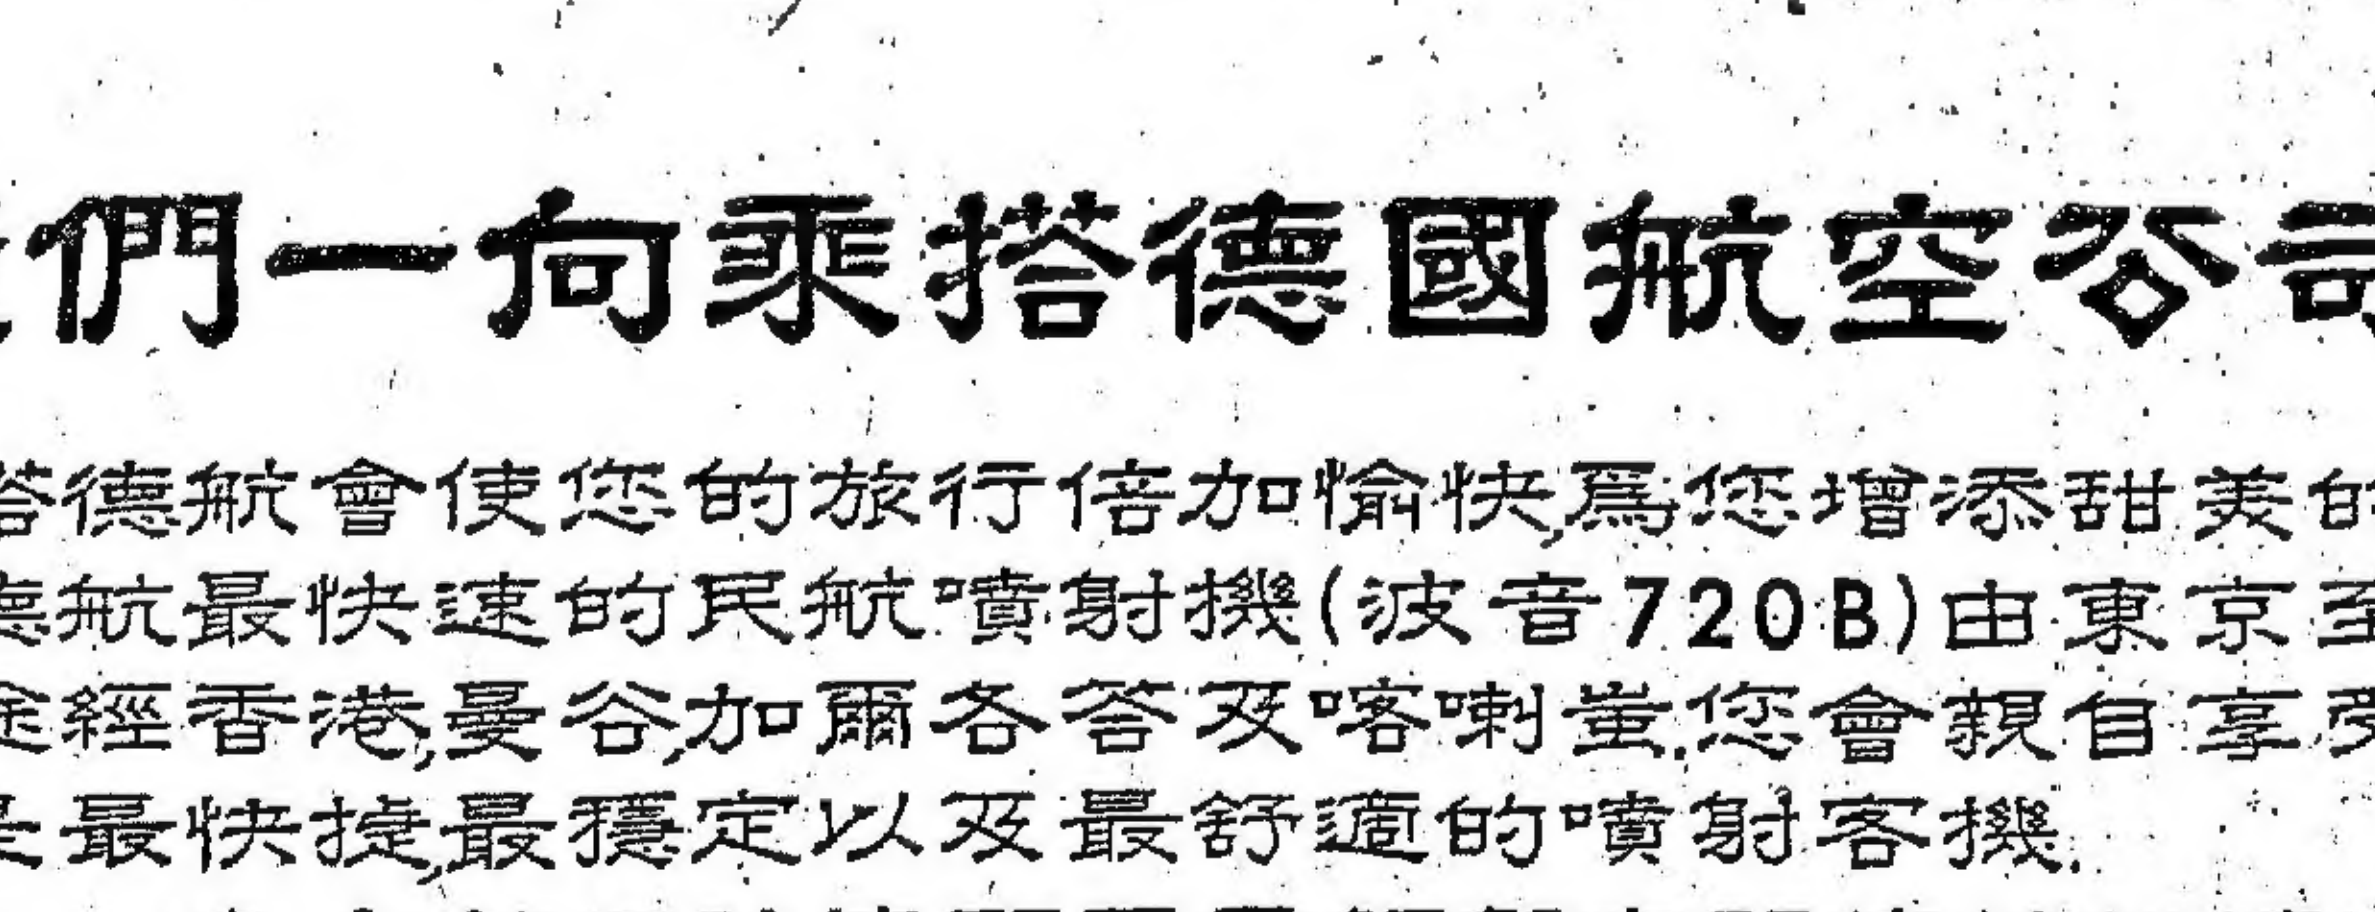 們一向乘搭德國航空公司
搭德航會使您的旅行倍加愉快,爲您增添甜美的
德航最快速的民航噴射機(波音720B)由東京至
途經香港,曼谷,加爾各答及喀喇蚩.您會親自享受
是最快捷,最穩定以及最舒適的噴射客機.